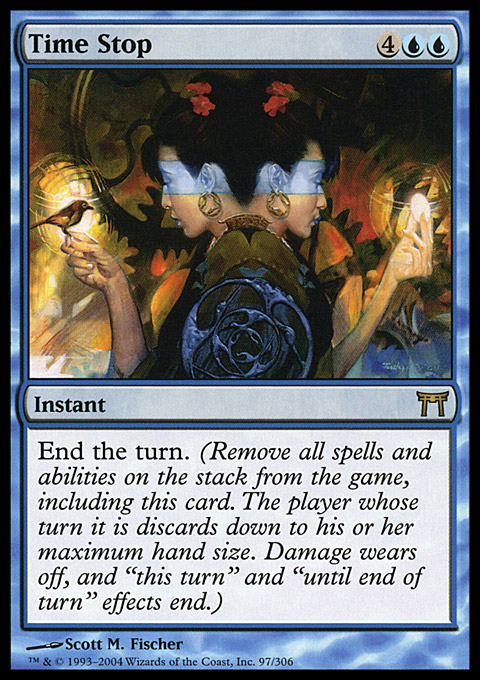 Time Stop 4
Instant
End the turn. (Remove all spells and
abilities on the stack from the game,
including this card. The player whose
turn it is discards down to his or her
maximum hand size. Damage wears
off, and “this turn” and “until end of
turn” effects end.)
Scott M. Fischer
™ & © 1993–2004 Wizards of the Coast, Inc. 97/306